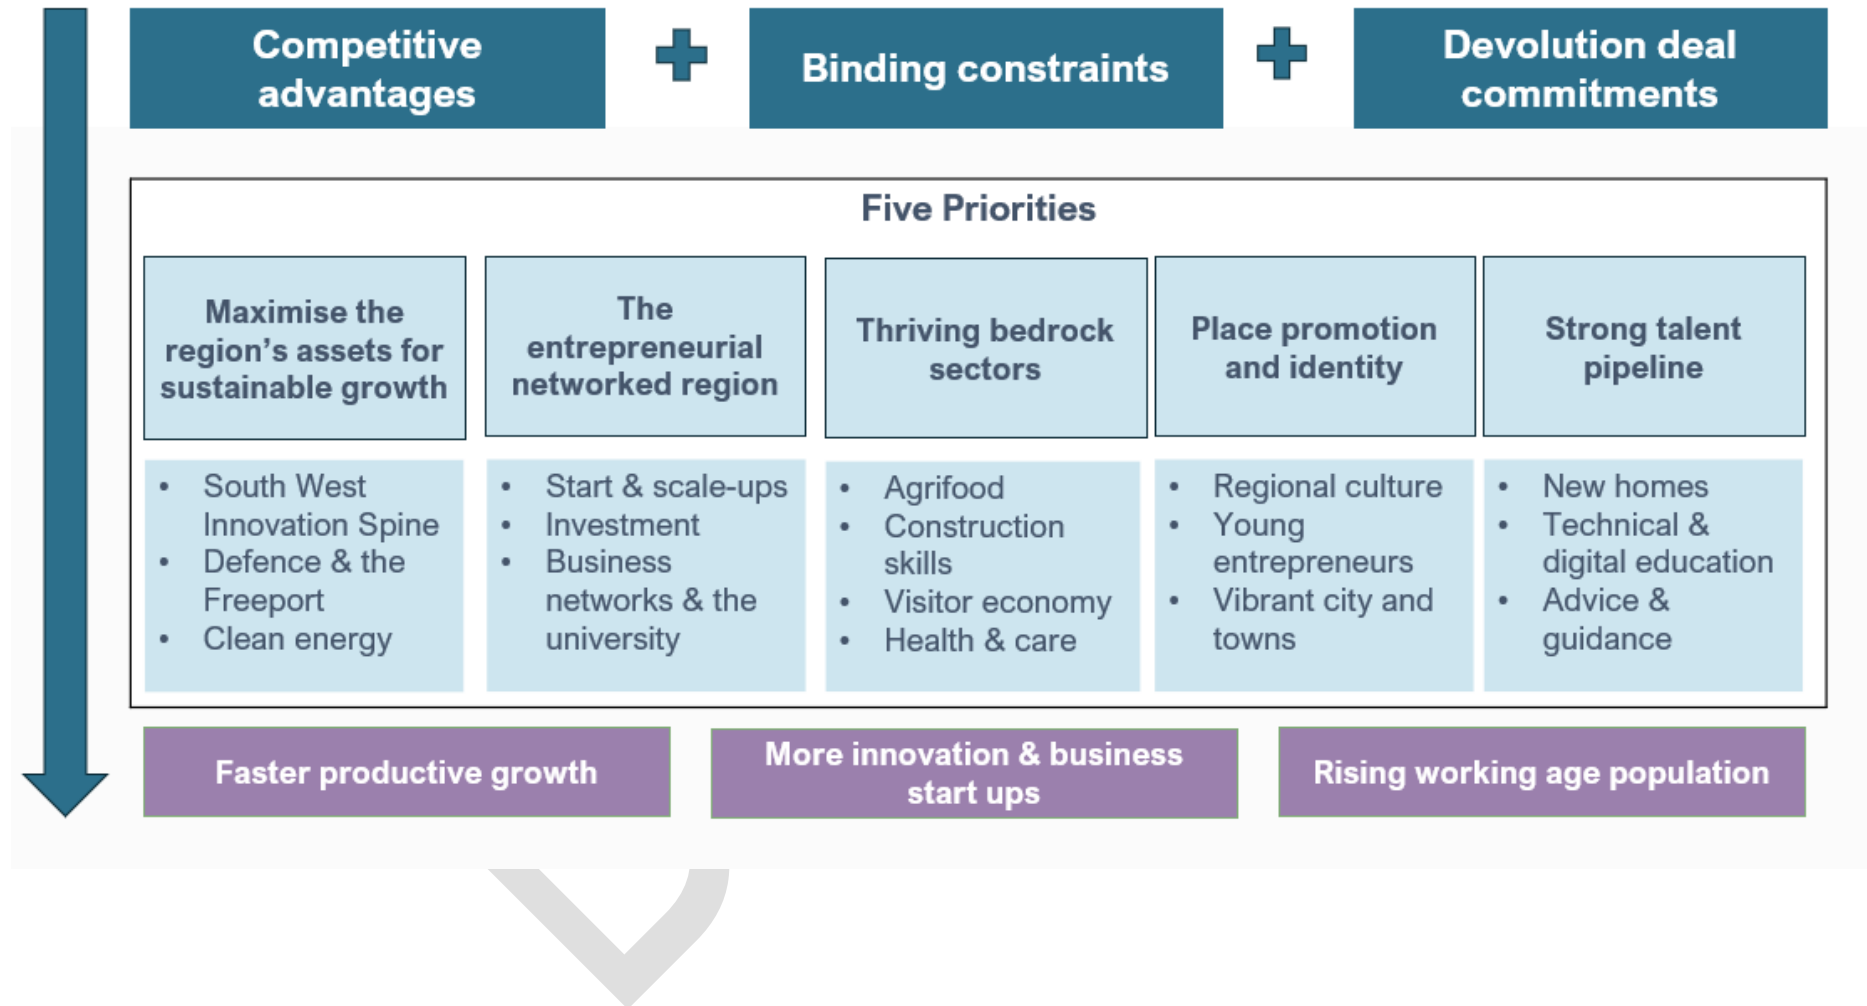 Competitive
advantages
Binding constraints
Devolution deal
commitments
Five Priorities
Maximise the
region’s assets for
sustainable growth
The
entrepreneurial
networked region
Thriving bedrock
sectors
Place promotion
and identity
Strong talent
pipeline
• South West
Innovation Spine
• Defence & the
Freeport
• Clean energy
• Start & scale-ups
• Investment
• Business
networks & the
university
• Agrifood
• Construction
skills
• Visitor economy
• Health & care
• Regional culture
• Young
entrepreneurs
• Vibrant city and
towns
• New homes
• Technical &
digital education
• Advice &
guidance
Faster productive growth
More innovation & business
start ups
Rising working age population